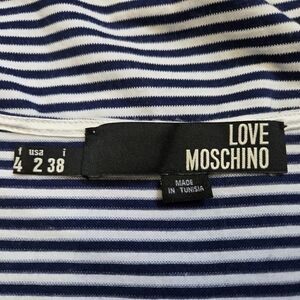 LOVE
MOSCHINO
f usa i
4 2 38
MADE
IN TUNISIA